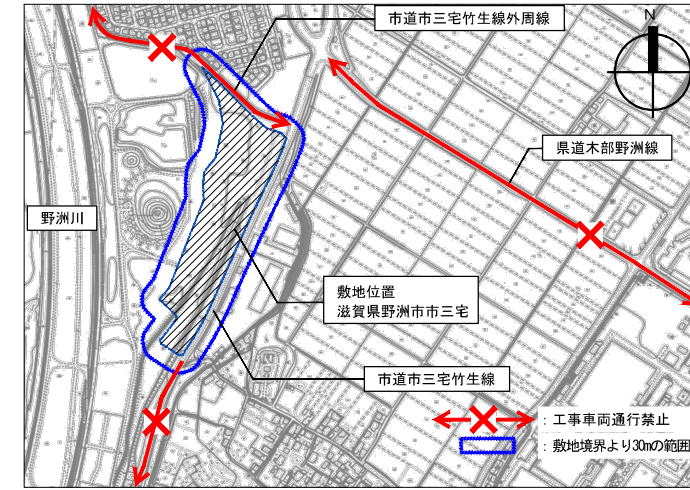 市道市三宅竹生線外周線
N
県道木部野洲線
野洲川
敷地位置
滋賀県野洲市市三宅
市道市三宅竹生線
：工事車両通行禁止
：敷地境界より30mの範囲